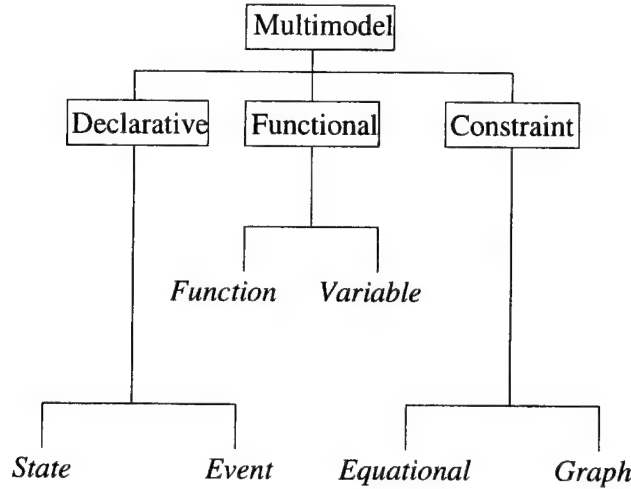 Multimodel
Declarative Functional Constraint
Function Variable
State Event Equational Graph